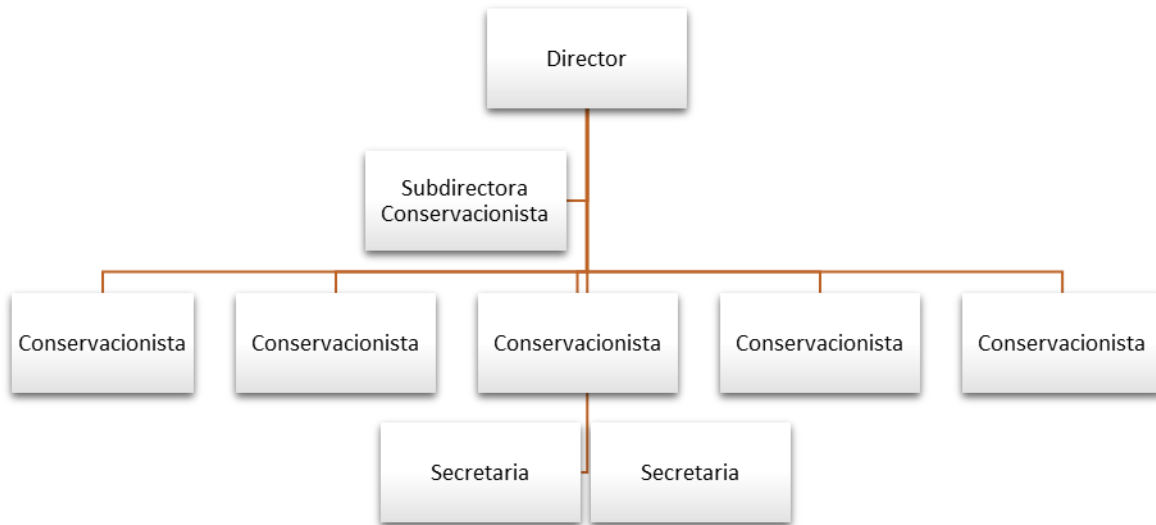 Director
Subdirectora
Conservacionista
Conservacionista
Conservacionista
Conservacionista
Conservacionista
Conservacionista
Secretaria
Secretaria